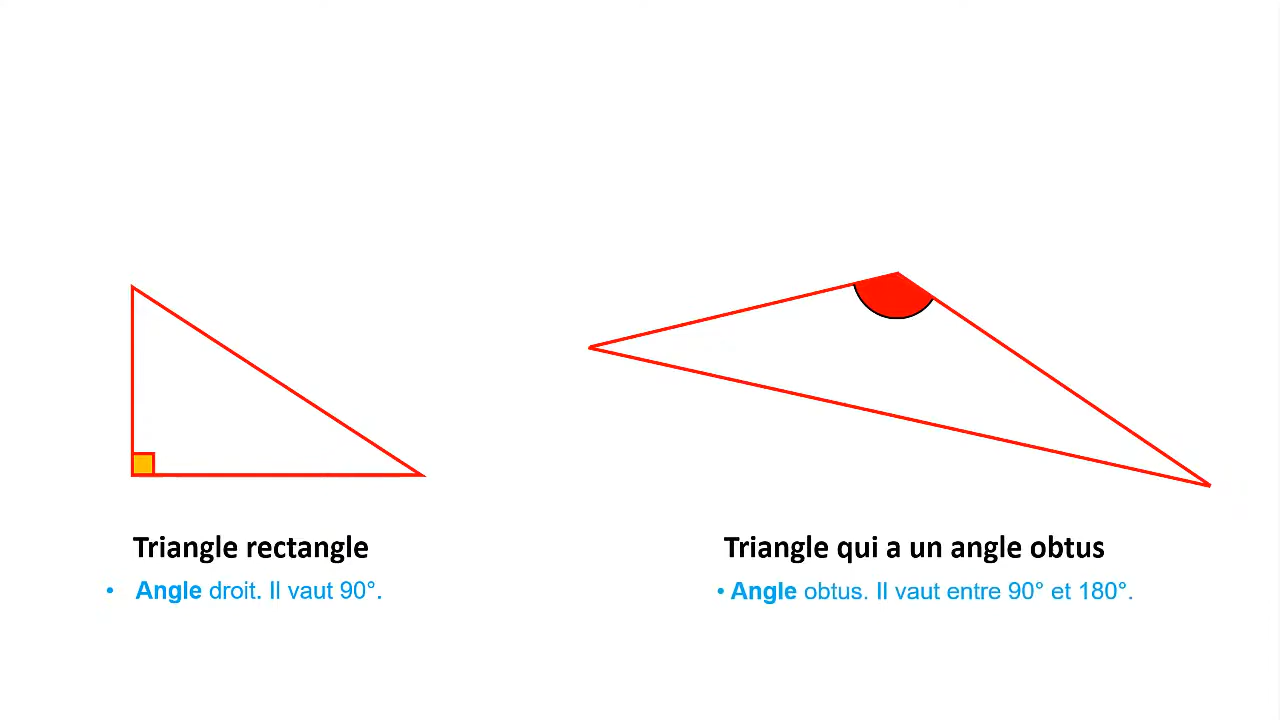 Triangle rectangle
• Angle droit. Il vaut 90°.
Triangle qui a un angle obtus
• Angle obtus. Il vaut entre 90° et 180°.